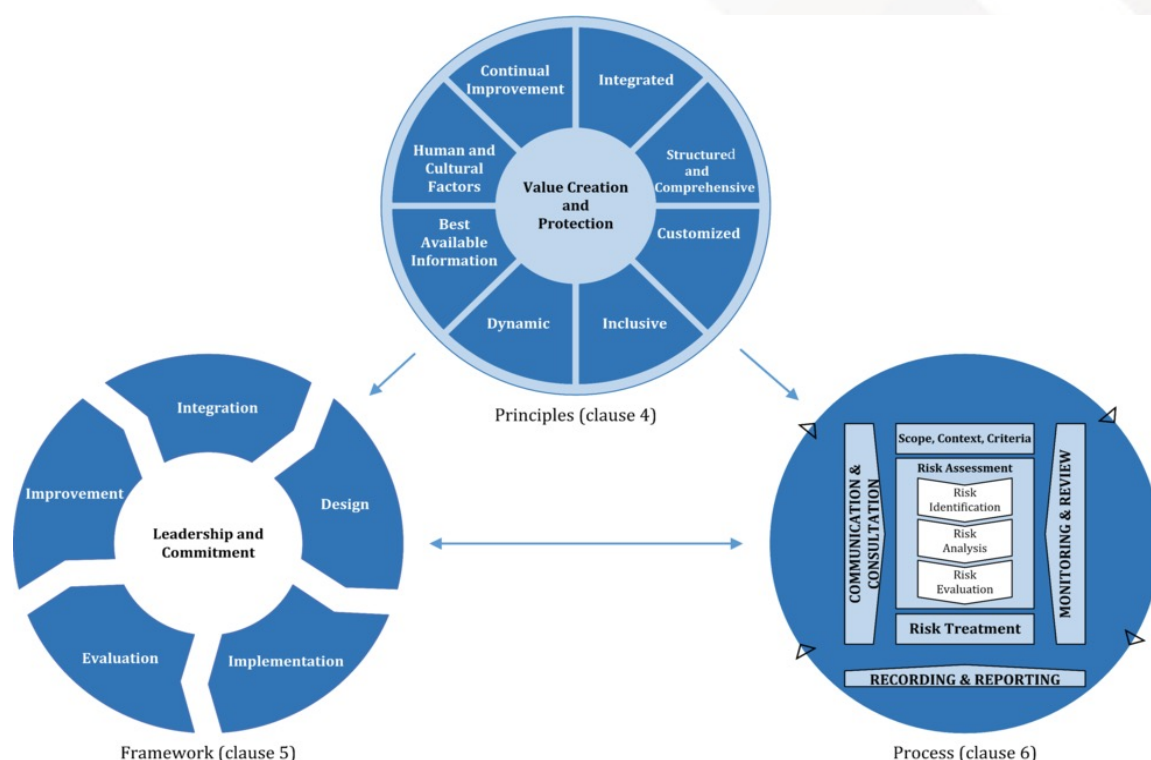 Continual
Improvement
Integrated
Human and
Cultural
Factors
Structured
and
Comprehensive
Value Creation
and
Protection
Best
Available
Information
Customized
Dynamic
Inclusive
Principles (clause 4)
Integration
Improvement
Design
Leadership and
Commitment
Evaluation
Implementation
Framework (clause 5)
Scope, Context, Criteria
Risk Assessment
Risk
Identification
Risk
Analysis
Risk
Evaluation
Risk Treatment
COMMUNICATION &
CONSULTATION
MONITORING & REVIEW
RECORDING & REPORTING
Process (clause 6)